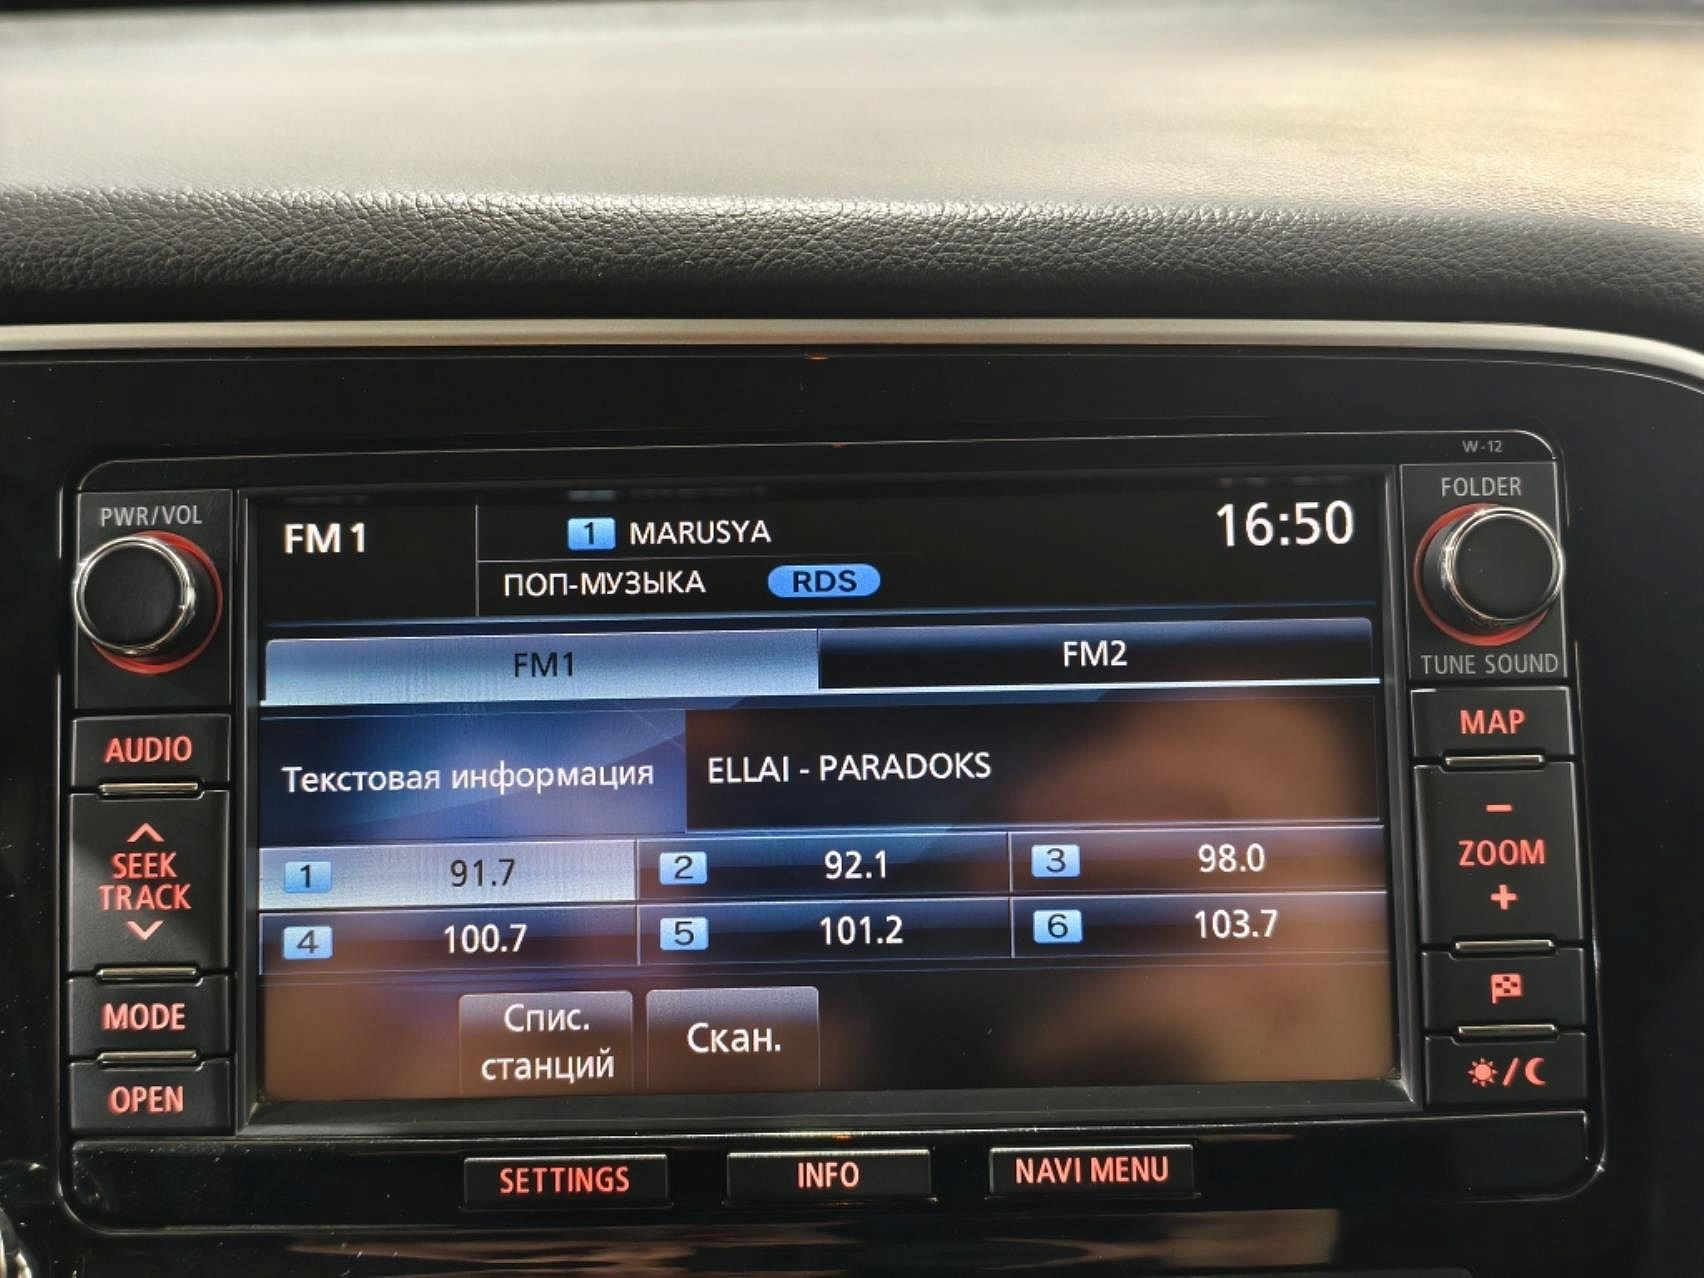 W-12
PWR/VOL
FOLDER
FM 1
1 MARUSYA
16:50
ПОП-МУЗЫКА RDS
TUNE SOUND
FM1 FM2
AUDIO
MAP
Текстовая информация
ELLAI - PARADOKS
SEEK
TRACK
- 
ZOOM
+
1 91.7 2 92.1 3 98.0
4 100.7 5 101.2 6 103.7
MODE
Спис.
станций
Скан.
OPEN
/
SETTINGS INFO NAVI MENU